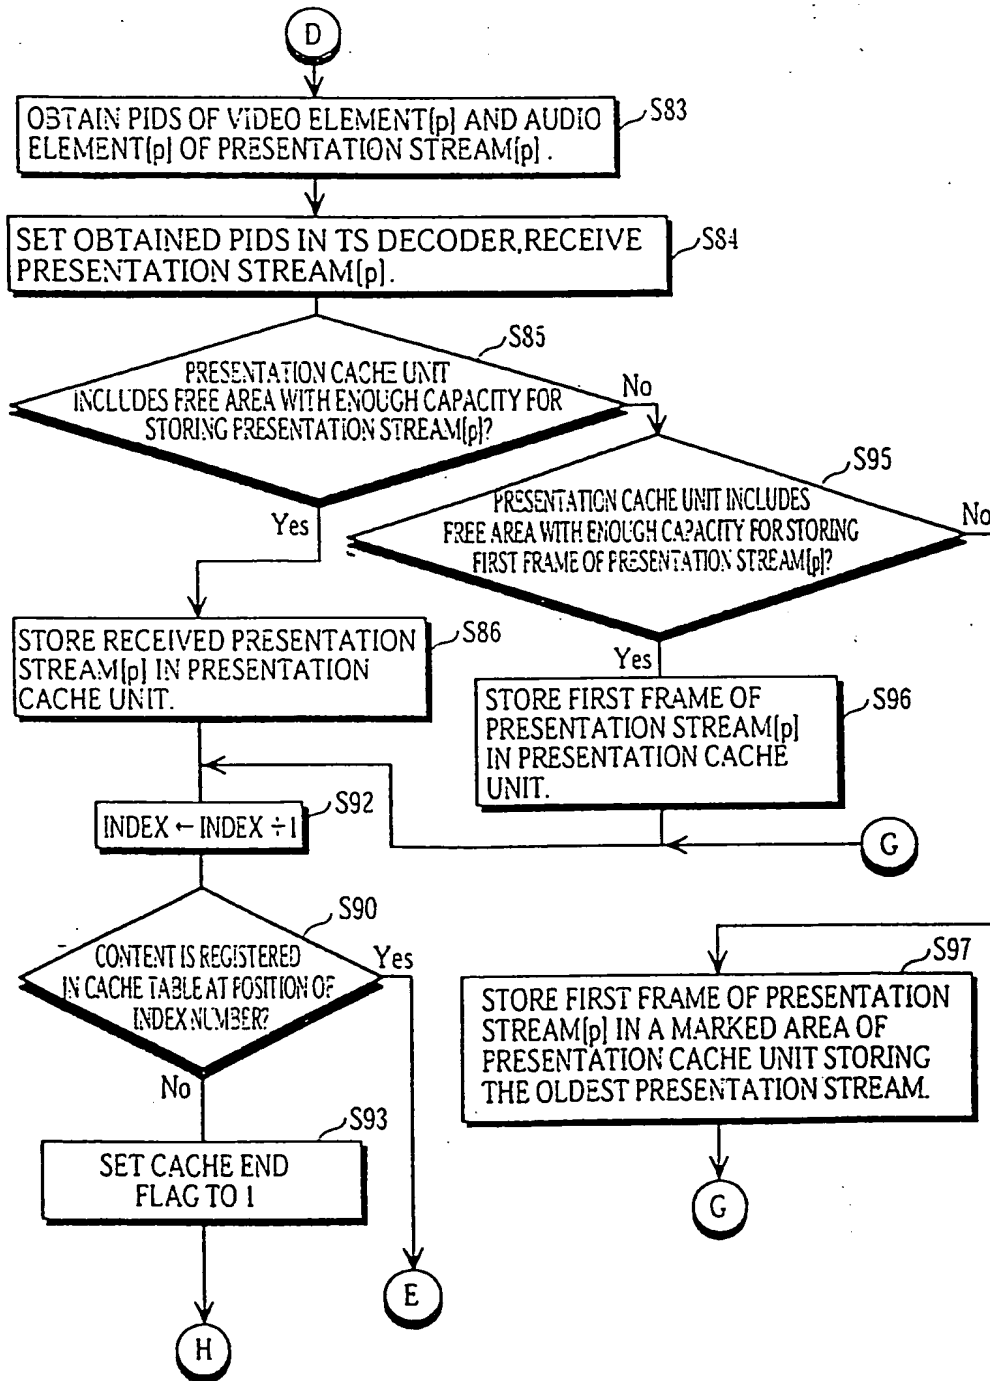 D
OBTAIN PIDS OF VIDEO ELEMENT[p] AND AUDIO
ELEMENT[p] OF PRESENTATION STREAM[p].
S83
SET OBTAINED PIDS IN TS DECODER,RECEIVE
PRESENTATION STREAM[p].
S84
S85
PRESENTATION CACHE UNIT
INCLUDES FREE AREA WITH ENOUGH CAPACITY FOR
STORING PRESENTATION STREAM[p]?
No
Yes
S95
PRESENTATION CACHE UNIT INCLUDES
FREE AREA WITH ENOUGH CAPACITY FOR STORING
FIRST FRAME OF PRESENTATION STREAM[p]?
No
Yes
STORE RECEIVED PRESENTATION
STREAM[p] IN PRESENTATION
CACHE UNIT.
S86
STORE FIRST FRAME OF
PRESENTATION STREAM[p]
IN PRESENTATION CACHE
UNIT.
S96
S92
INDEX ← INDEX ÷ 1
G
S90
CONTENT IS REGISTERED
IN CACHE TABLE AT POSITION OF
INDEX NUMBER?
Yes
No
S97
STORE FIRST FRAME OF PRESENTATION
STREAM[p] IN A MARKED AREA OF
PRESENTATION CACHE UNIT STORING
THE OLDEST PRESENTATION STREAM.
S93
SET CACHE END
FLAG TO 1
G
E
H